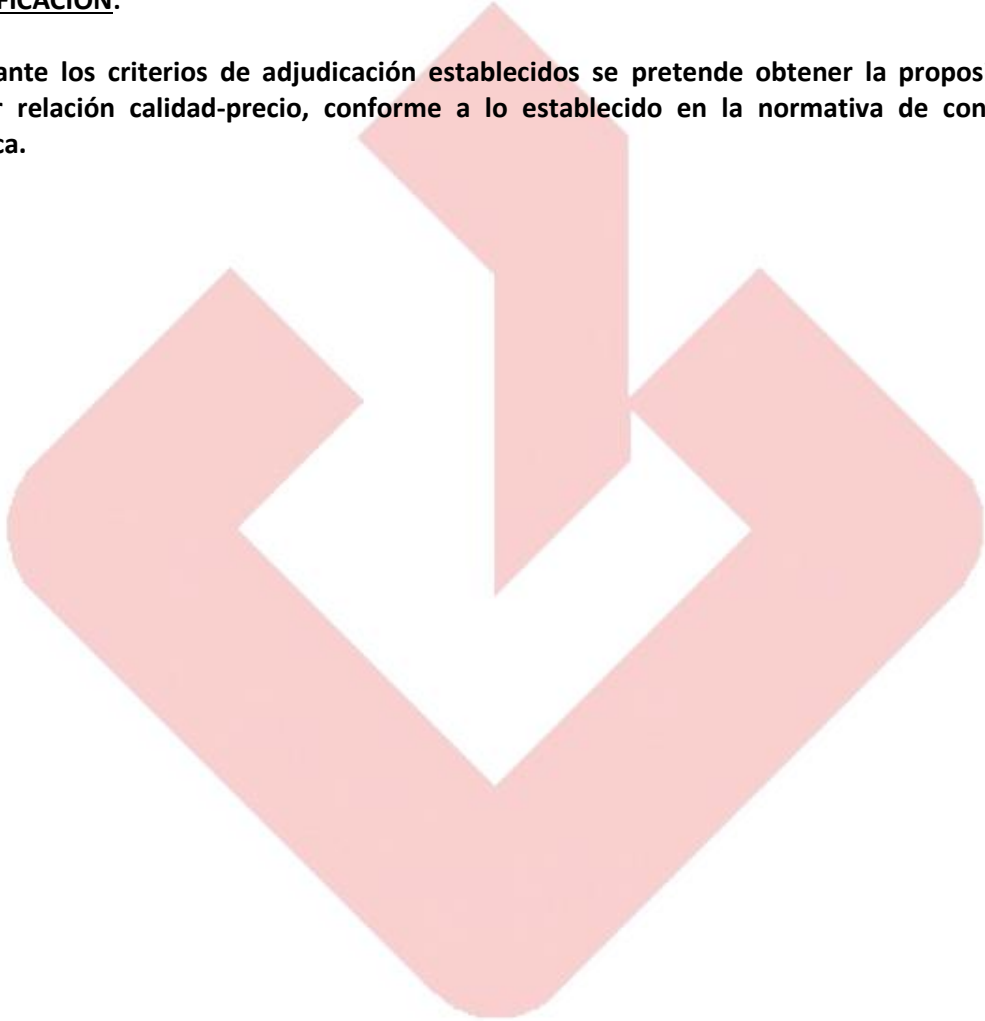 FICACIÓN:
ante los criterios de adjudicación establecidos se pretende obtener la propos
r relación calidad-precio, conforme a lo establecido en la normativa de con
ca.